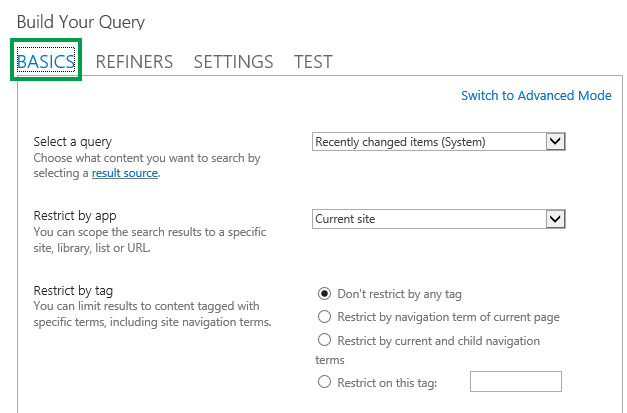 Build Your Query
BASICS REFINERS SETTINGS TEST
Switch to Advanced Mode
Select a query
Choose what content you want to search by
selecting a result source.
Recently changed items (System)
Restrict by app
You can scope the search results to a specific
site, library, list or URL.
Current site
Restrict by tag
You can limit results to content tagged with
specific terms, including site navigation terms.
Don't restrict by any tag
Restrict by navigation term of current page
Restrict by current and child navigation
terms
Restrict on this tag: